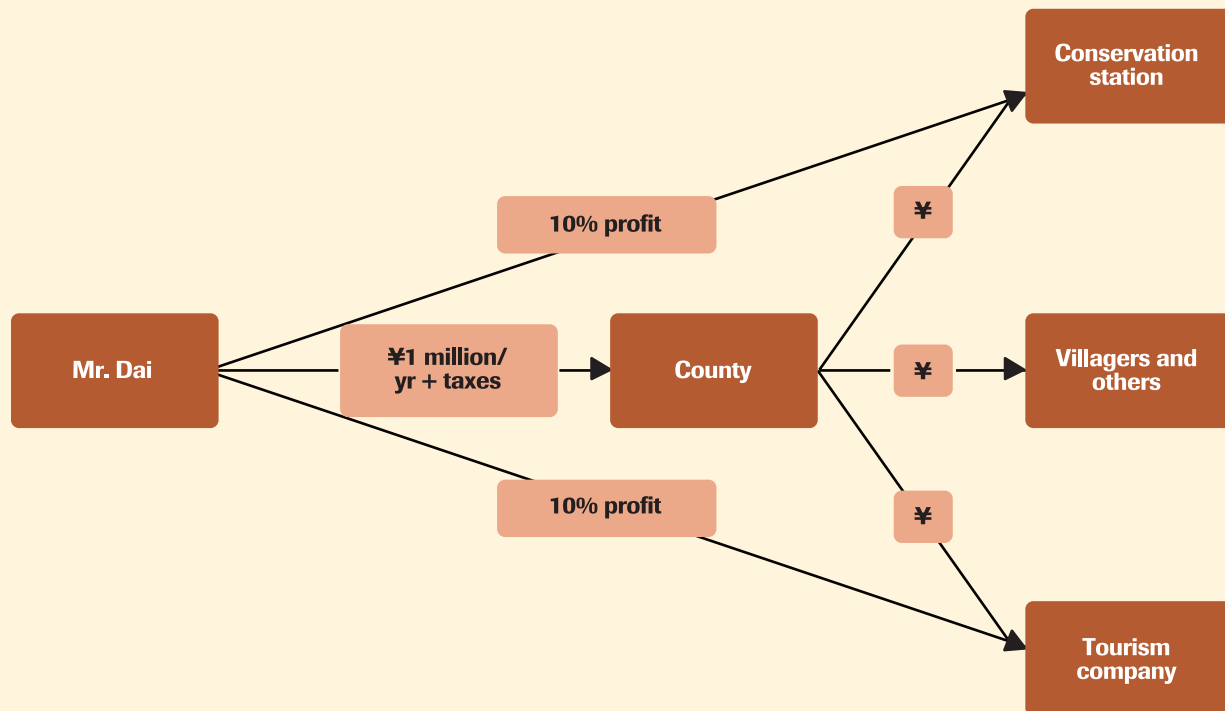 Conservation
station
¥
10% profit
Mr. Dai
¥1 million/
yr + taxes
County
¥
Villagers and
others
10% profit
¥
Tourism
company